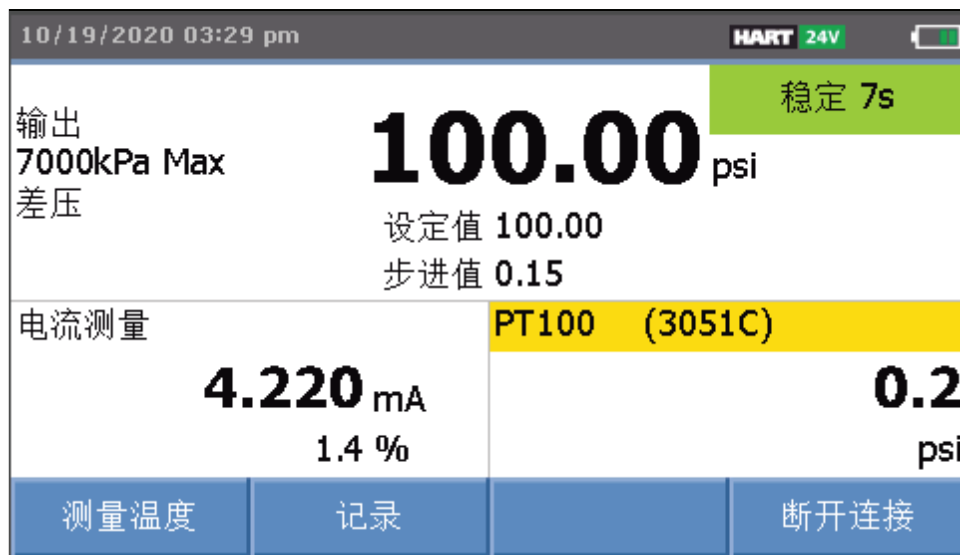 10/19/2020 03:29 pm HART 24V
稳定 7s
输出
7000kPa Max
差压
100.00 psi
设定值 100.00
步进值 0.15
电流测量
4.220 mA
1.4 %
PT100 (3051C)
0.2
psi
测量温度 记录 断开连接